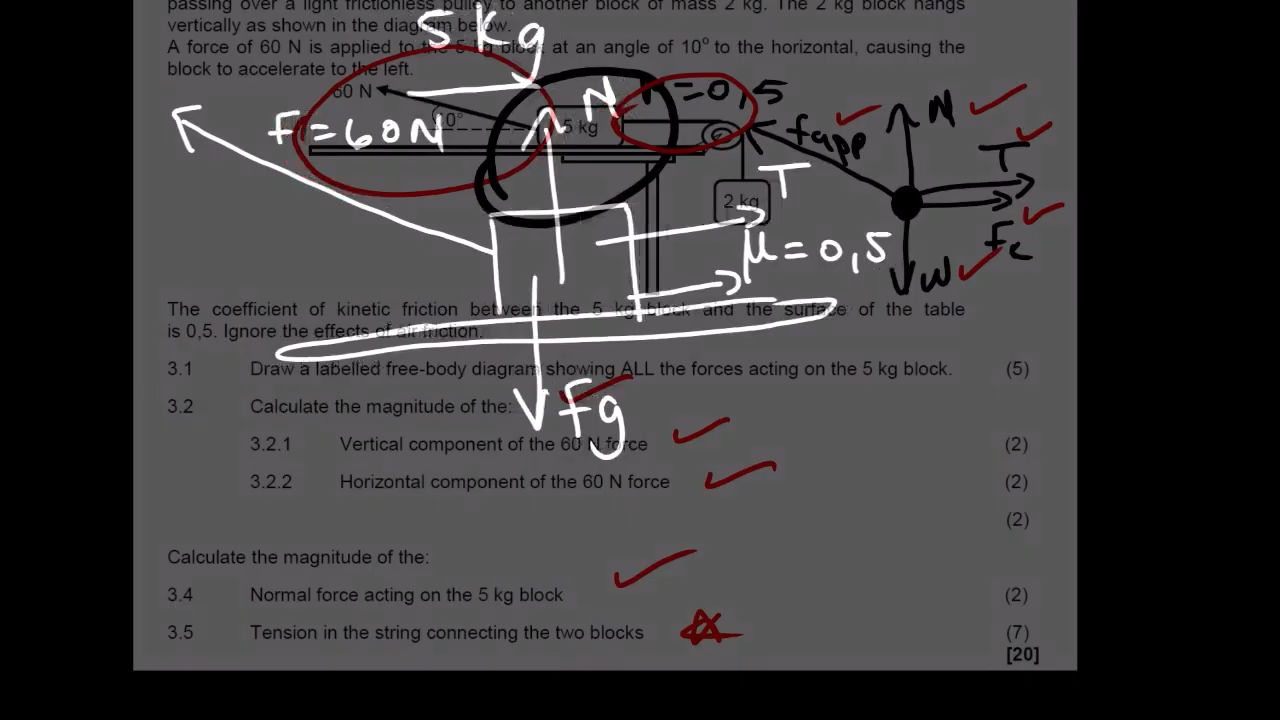 passing over a light frictionless pulley to another block of mass 2 kg. The 2 kg block hangs
vertically as shown in the diagram below.
A force of 60 N is applied to the 5 kg block at an angle of 10° to the horizontal, causing the
block to accelerate to the left.
5 kg
60 N
10°
F = 60 N
N
5 kg
= 0,5
fapp
N
T
T
2 kg
μ = 0,5
W
The coefficient of kinetic friction between the 5 kg block and the surface of the table
is 0,5. Ignore the effects of air friction.
3.1 Draw a labelled free-body diagram showing ALL the forces acting on the 5 kg block. (5)
Fg
3.2 Calculate the magnitude of the:
3.2.1 Vertical component of the 60 N force (2)
3.2.2 Horizontal component of the 60 N force (2)
(2)
Calculate the magnitude of the:
3.4 Normal force acting on the 5 kg block (2)
3.5 Tension in the string connecting the two blocks (7)
[20]